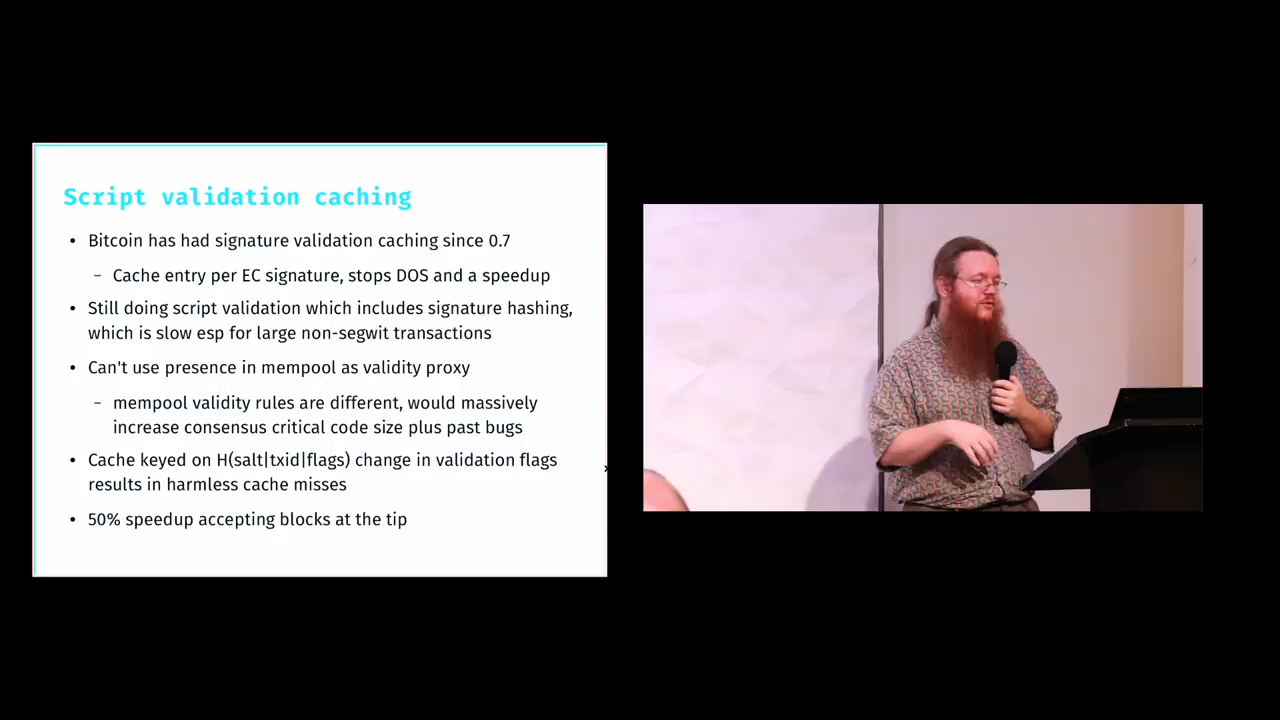 Script validation caching
• Bitcoin has had signature validation caching since 0.7
– Cache entry per EC signature, stops DOS and a speedup
• Still doing script validation which includes signature hashing,
which is slow esp for large non-segwit transactions
• Can't use presence in mempool as validity proxy
– mempool validity rules are different, would massively
increase consensus critical code size plus past bugs
• Cache keyed on H(salt|txid|flags) change in validation flags
results in harmless cache misses
• 50% speedup accepting blocks at the tip